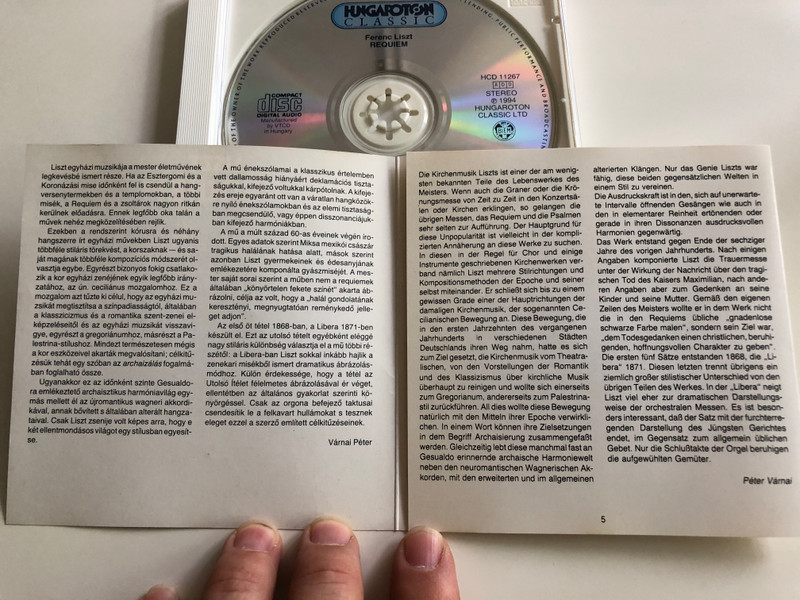 HUNGAROTON
CLASSIC
Ferenc Liszt
REQUIEM
COMPACT
disc
DIGITAL AUDIO
Manufactured
by VTCD
in Hungary
HCD 11267
ADD
STEREO
℗ 1994
HUNGAROTON
CLASSIC LTD
Liszt egyházi muzsikája a mester életművének
legkevésbé ismert része. Ha az Esztergomi és a
Koronázási mise időnként fel is csendül a hang-
versenytermekben és a templomokban, a többi
misék, a Requiem és a zsoltárok nagyon ritkán
kerülnek előadásra. Ennek legfőbb oka talán a
művek nehéz megközelítésében rejlik.
Ezekben a rendszerint kórusra és néhány
hangszerre írt egyházi művekben Liszt ugyanis
többféle stiláris törekvést, a korszaknak — és sa-
ját magának többféle kompozíciós módszerét ol-
vasztja egybe. Egyrészt bizonyos fokig csatlako-
zik a kor egyházi zenéjének egyik legfőbb irány-
zatához, az ún. cecíliánus mozgalomhoz. Ez a
mozgalom azt tűzte ki célul, hogy az egyházi mu-
zsikát megtisztítsa a színpadiasságtól, általában
a klasszicizmus és a romantika szent-zenei el-
képzeléseitől és az egyházi muzsikát visszavi-
gye, egyrészt a gregoriánumhoz, másrészt a Pa-
lestrina-stílushoz. Mindezt természetesen mégis
a kor eszközeivel akarták megvalósítani; célkitű-
zésük tehát egy szóban az archaizálás fogalmá-
ban foglalható össze.
Ugyanakkor ez az időnként szinte Gesualdo-
ra emlékeztető archaisztikus harmóniavilág egy-
más mellett él az újromantikus wagneri akkordi-
kával, annak bővített s általában alterált hangza-
taival. Csak Liszt zsenije volt képes arra, hogy e
két ellentmondásos világot egy stílusban egyesít-
se.
A mű énekszólamai a klasszikus értelemben
vett dallamosság hiányáért deklamációs tiszta-
ságukkal, kifejező voltukkal kárpótolnak. A kifeje-
zés ereje egyaránt ott van a váratlan hangközök-
re nyíló énekszólamokban és az elemi tisztaság-
ban megcsendülő, vagy éppen disszonanciájuk-
ban kifejező harmóniákban.
A mű a múlt század 60-as éveinek végén író-
dott. Egyes adatok szerint Miksa mexikói császár
tragikus halálának hatása alatt, mások szerint
azonban Liszt gyermekeinek és édesanyjának
emlékezetére komponálta gyászmiséjét. A mes-
ter saját sorai szerint a műben nem a requiemek
általában „könyörtelen fekete színét” akarta áb-
rázolni, célja az volt, hogy a „halál gondolatának
keresztényi, megnyugtatóan reménykedő jelle-
get adjon”.
Az első öt tétel 1868-ban, a Libera 1871-ben
készült el. Ezt az utolsó tételt egyébként eléggé
nagy stiláris különbség választja el a mű többi ré-
szétől: a Libera-ban Liszt sokkal inkább hajlik a
zenekari misékből ismert dramatikus ábrázolás-
módhoz. Külön érdekessége, hogy a tétel az
Utolsó Ítélet félelmetes ábrázolásával ér véget,
ellentétben az általános gyakorlat szerinti kö-
nyörgéssel. Csak az orgona befejező taktusai
csendesítik le a felkavart hullámokat s tesznek
eleget ezzel a szerző említett célkitűzéseinek.
Várnai Péter
Die Kirchenmusik Liszts ist einer der am wenig-
sten bekannten Teile des Lebenswerkes des
Meisters. Wenn auch die Graner oder die Krö-
nungsmesse von Zeit zu Zeit in den Konzertsä-
len oder Kirchen erklingen, so gelangen die
übrigen Messen, das Requiem und die Psalmen
sehr selten zur Aufführung. Der Hauptgrund für
diese Unpopularität ist vielleicht in der kompli-
zierten Annäherung an diese Werke zu suchen.
In diesen in der Regel für Chor und einige
Instrumente geschriebenen Kirchenwerken ver-
band nämlich Liszt mehrere Stilrichtungen und
Kompositionsmethoden der Epoche und seiner
selbst miteinander. Er schließt sich bis zu einem
gewissen Grade einer der Hauptrichtungen der
damaligen Kirchenmusik, der sogenannten Ce-
cilianischen Bewegung an. Diese Bewegung, die
in den ersten Jahrzehnten des vergangenen
Jahrhunderts in verschiedenen Städten
Deutschlands ihren Weg nahm, hatte es sich
zum Ziel gesetzt, die Kirchenmusik vom Theatra-
lischen, von den Vorstellungen der Romantik
und des Klassizismus über kirchliche Musik
überhaupt zu reinigen und wollte sie einerseits
zum Gregorianum, andererseits zum Palestrina-
stil zurückführen. All dies wollte diese Bewegung
natürlich mit den Mitteln ihrer Epoche verwirkli-
chen. In einem Wort können ihre Zielsetzungen
in dem Begriff Archaisierung zusammengefaßt
werden. Gleichzeitig lebt diese manchmal fast an
Gesualdo erinnernde archaische Harmoniewelt
neben den neuromantischen Wagnerischen Ak-
korden, mit den erweiterten und im allgemeinen
alterierten Klängen. Nur das Genie Liszts war
fähig, diese beiden gegensätzlichen Welten in
einem Stil zu vereinen.
Die Ausdruckskraft ist in den, sich auf unerwarte-
te Intervalle öffnenden Gesängen wie auch in
den in elementarer Reinheit ertönenden oder
gerade in ihren Dissonanzen ausdrucksvollen
Harmonien gegenwärtig.
Das Werk entstand gegen Ende der sechziger
Jahre des vorigen Jahrhunderts. Nach einigen
Angaben komponierte Liszt die Trauermesse
unter der Wirkung der Nachricht über den tragi-
schen Tod des Kaisers Maximilian, nach ande-
ren Angaben aber zum Gedenken an seine
Kinder und seine Mutter. Gemäß den eigenen
Zeilen des Meisters wollte er in dem Werk nicht
die in den Requiems übliche „gnadenlose
schwarze Farbe malen”, sondern sein Ziel war,
„dem Todesgedanken einen christlichen, beruhi-
genden, hoffnungsvollen Charakter zu geben”.
Die ersten fünf Sätze entstanden 1868, die „Li-
bera” 1871. Diesen letzten trennt übrigens ein
ziemlich großer stilistischer Unterschied von den
übrigen Teilen des Werkes. In der „Libera” neigt
Liszt viel eher zur dramatischen Darstellungs-
weise der orchestralen Messen. Es ist beson-
ders interessant, daß der Satz mit der furchterre-
genden Darstellung des Jüngsten Gerichtes
endet, im Gegensatz zum allgemein üblichen
Gebet. Nur die Schlußtakte der Orgel beruhigen
die aufgewühlten Gemüter.
Péter Várnai
5